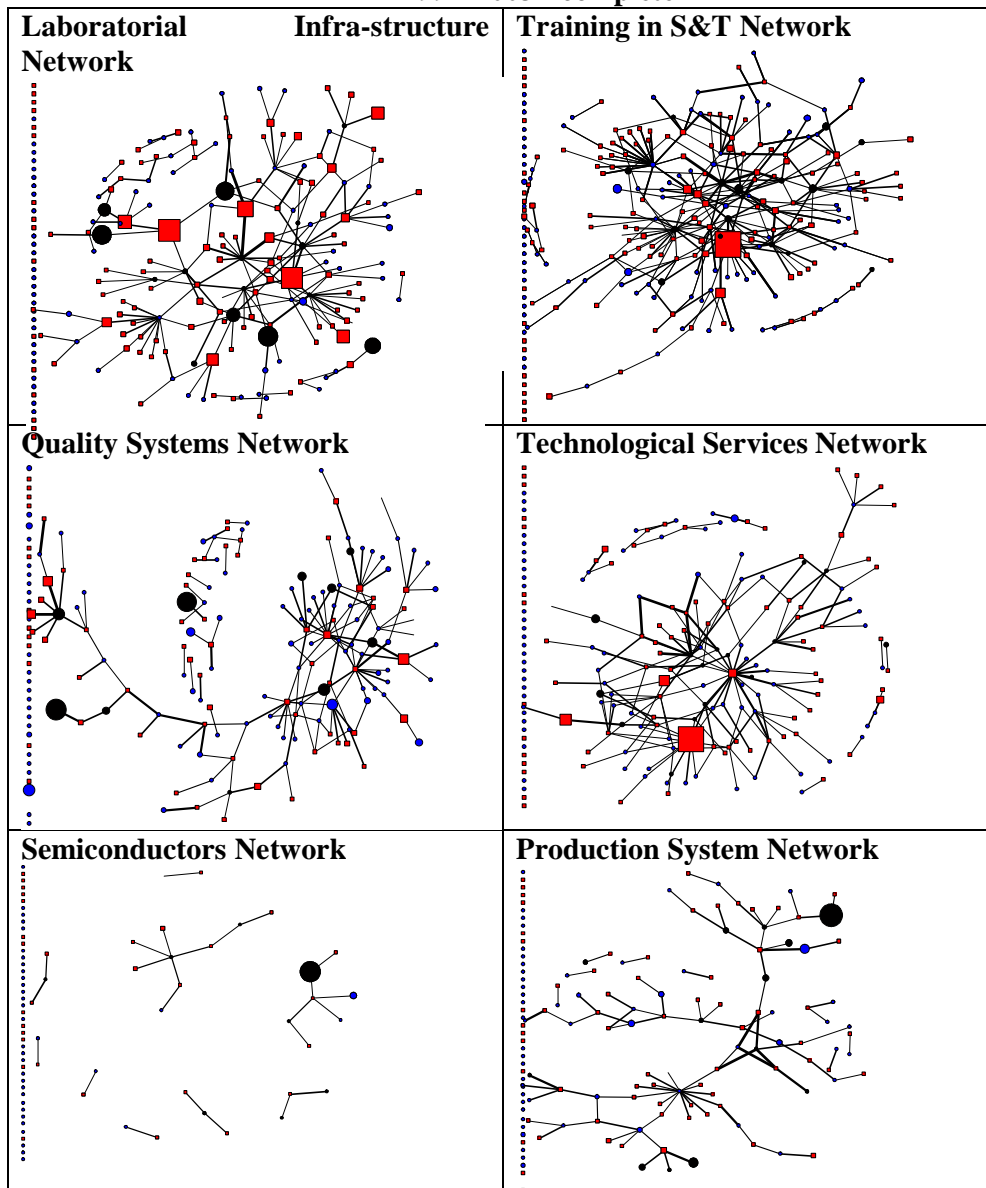 Laboratorial Infra-structure
Network
Training in S&T Network
Quality Systems Network
Technological Services Network
Semiconductors Network
Production System Network